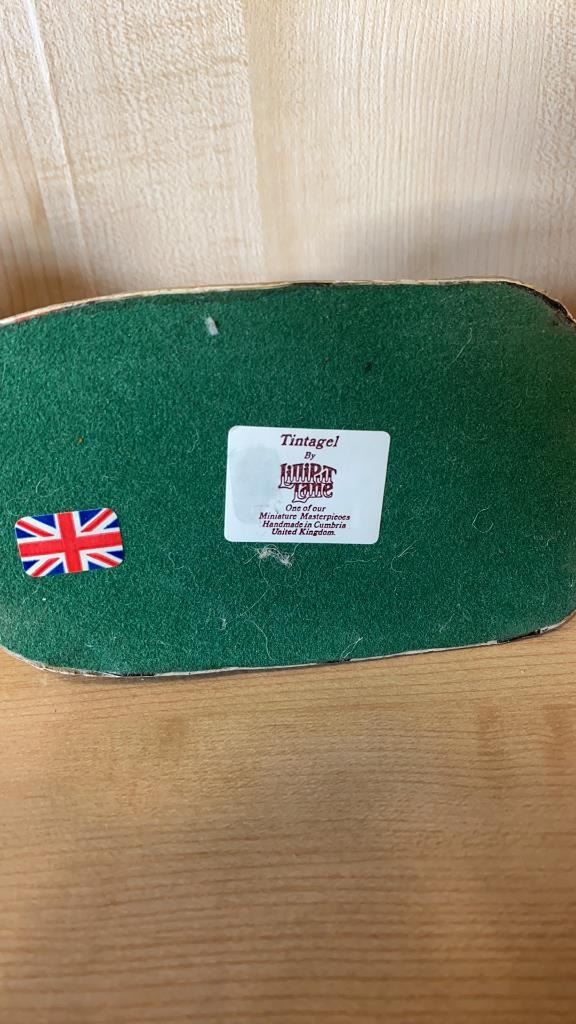 Tintagel
By
LILLIPUT
LANE
One of our
Miniature Masterpieces
Handmade in Cumbria
United Kingdom.